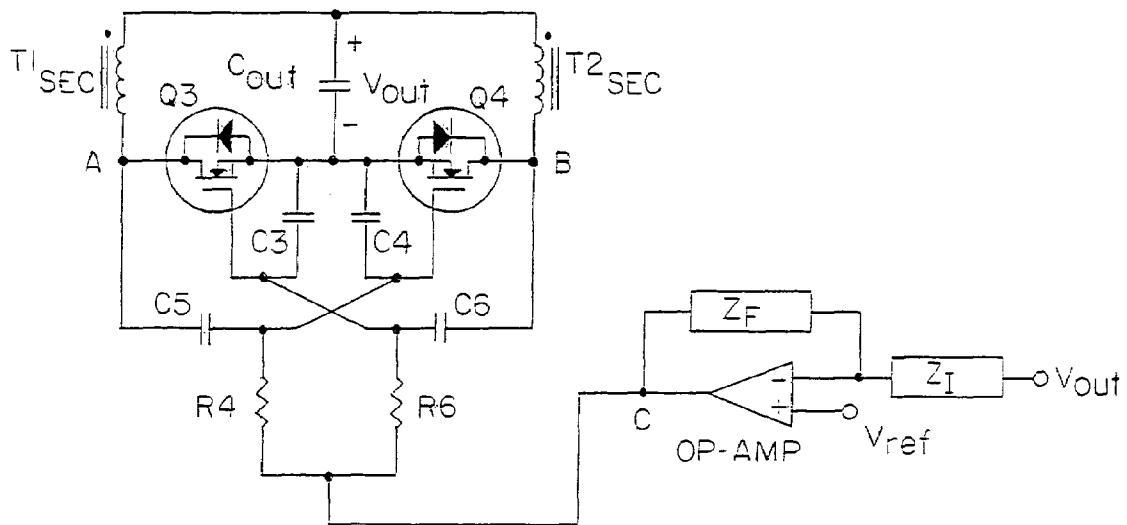 T1SEC
Cout
+
Vout
-
T2SEC
Q3
Q4
A
B
C3
C4
C5
C6
R4
R6
ZF
ZI
Vout
-
+
Vref
C
OP-AMP